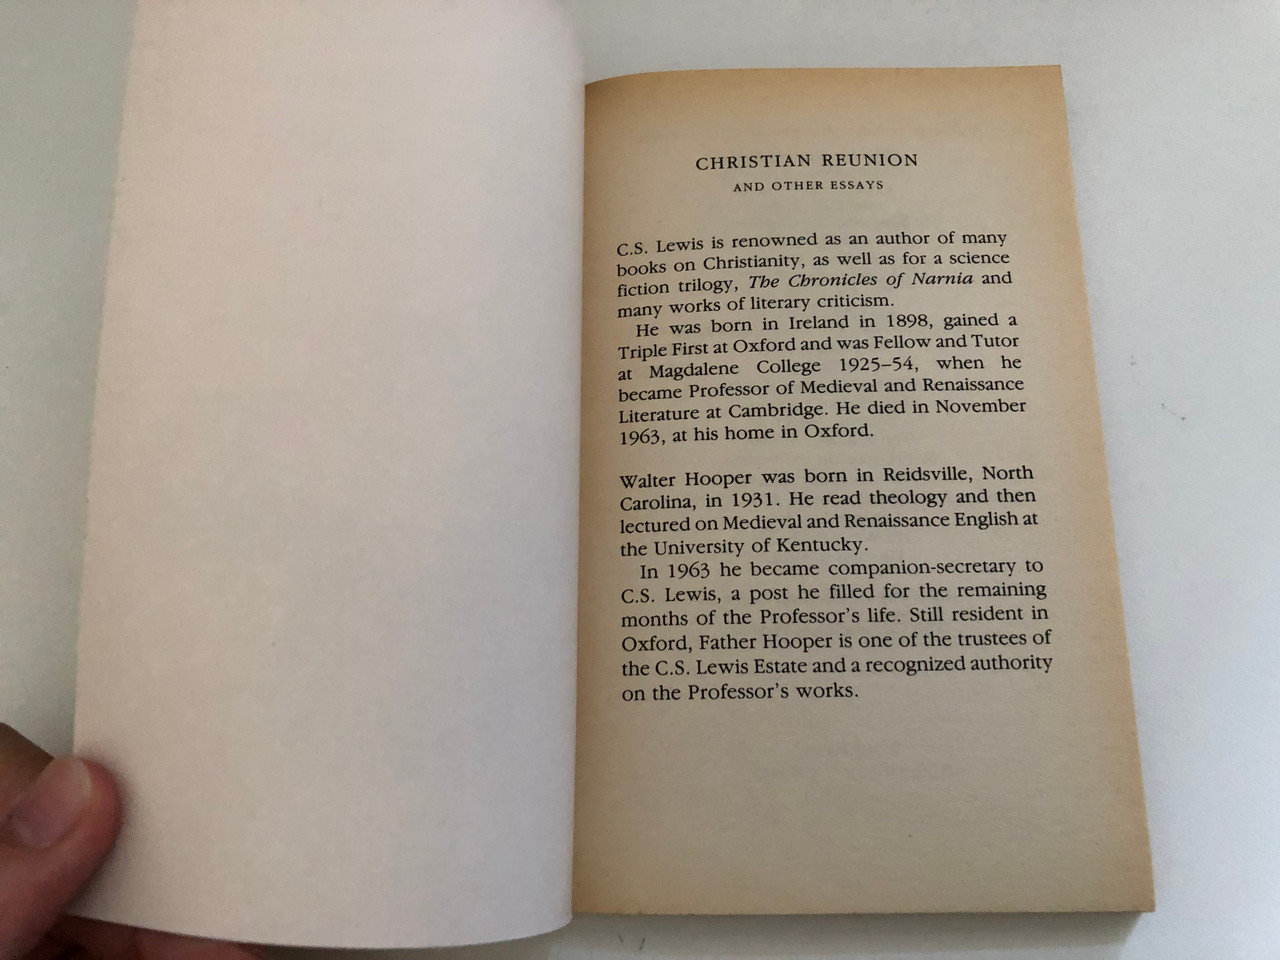 CHRISTIAN REUNION
AND OTHER ESSAYS
C.S. Lewis is renowned as an author of many
books on Christianity, as well as for a science
fiction trilogy, The Chronicles of Narnia and
many works of literary criticism.
He was born in Ireland in 1898, gained a
Triple First at Oxford and was Fellow and Tutor
at Magdalene College 1925–54, when he
became Professor of Medieval and Renaissance
Literature at Cambridge. He died in November
1963, at his home in Oxford.
Walter Hooper was born in Reidsville, North
Carolina, in 1931. He read theology and then
lectured on Medieval and Renaissance English at
the University of Kentucky.
In 1963 he became companion-secretary to
C.S. Lewis, a post he filled for the remaining
months of the Professor's life. Still resident in
Oxford, Father Hooper is one of the trustees of
the C.S. Lewis Estate and a recognized authority
on the Professor's works.